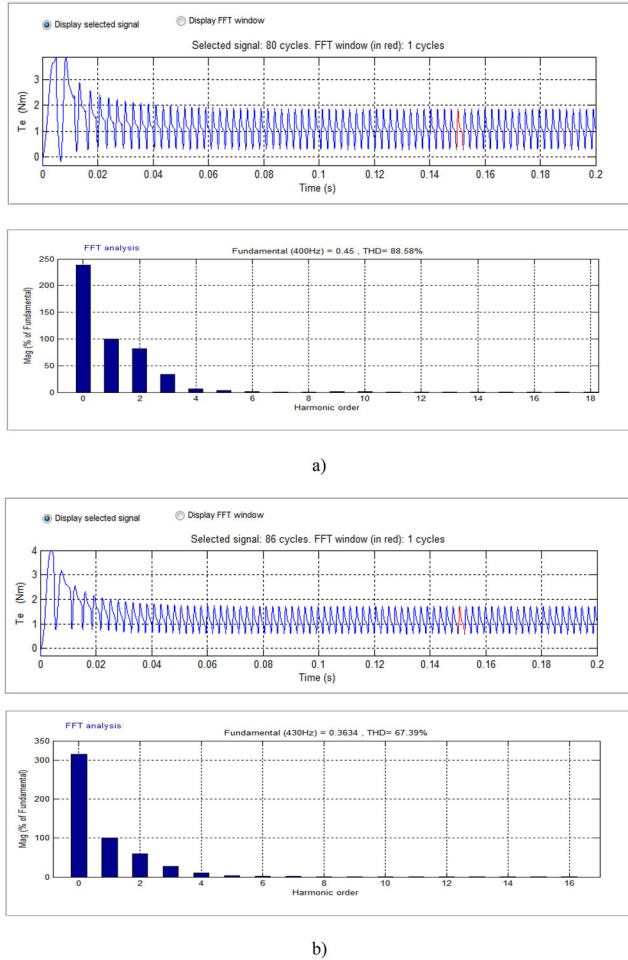 Display selected signal Display FFT window
Selected signal: 80 cycles. FFT window (in red): 1 cycles
Te (Nm)
3
2
1
0
0 0.02 0.04 0.06 0.08 0.1 0.12 0.14 0.16 0.18 0.2
Time (s)
FFT analysis
Fundamental (400Hz) = 0.45 , THD= 88.58%
Mag (% of Fundamental)
250
200
150
100
50
0
0 2 4 6 8 10 12 14 16 18
Harmonic order
a)
Display selected signal Display FFT window
Selected signal: 86 cycles. FFT window (in red): 1 cycles
Te (Nm)
4
3
2
1
0
0 0.02 0.04 0.06 0.08 0.1 0.12 0.14 0.16 0.18 0.2
Time (s)
FFT analysis
Fundamental (430Hz) = 0.3634 , THD= 67.39%
Mag (% of Fundamental)
350
300
200
100
0
0 2 4 6 8 10 12 14 16
Harmonic order
b)